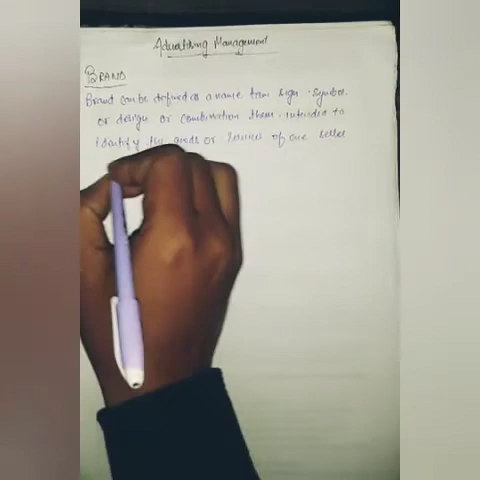 Advertising Management
BRAND
Brand can be defined as a name term sign symbol.
or design or combination them. intended to
identify the goods or services of one seller